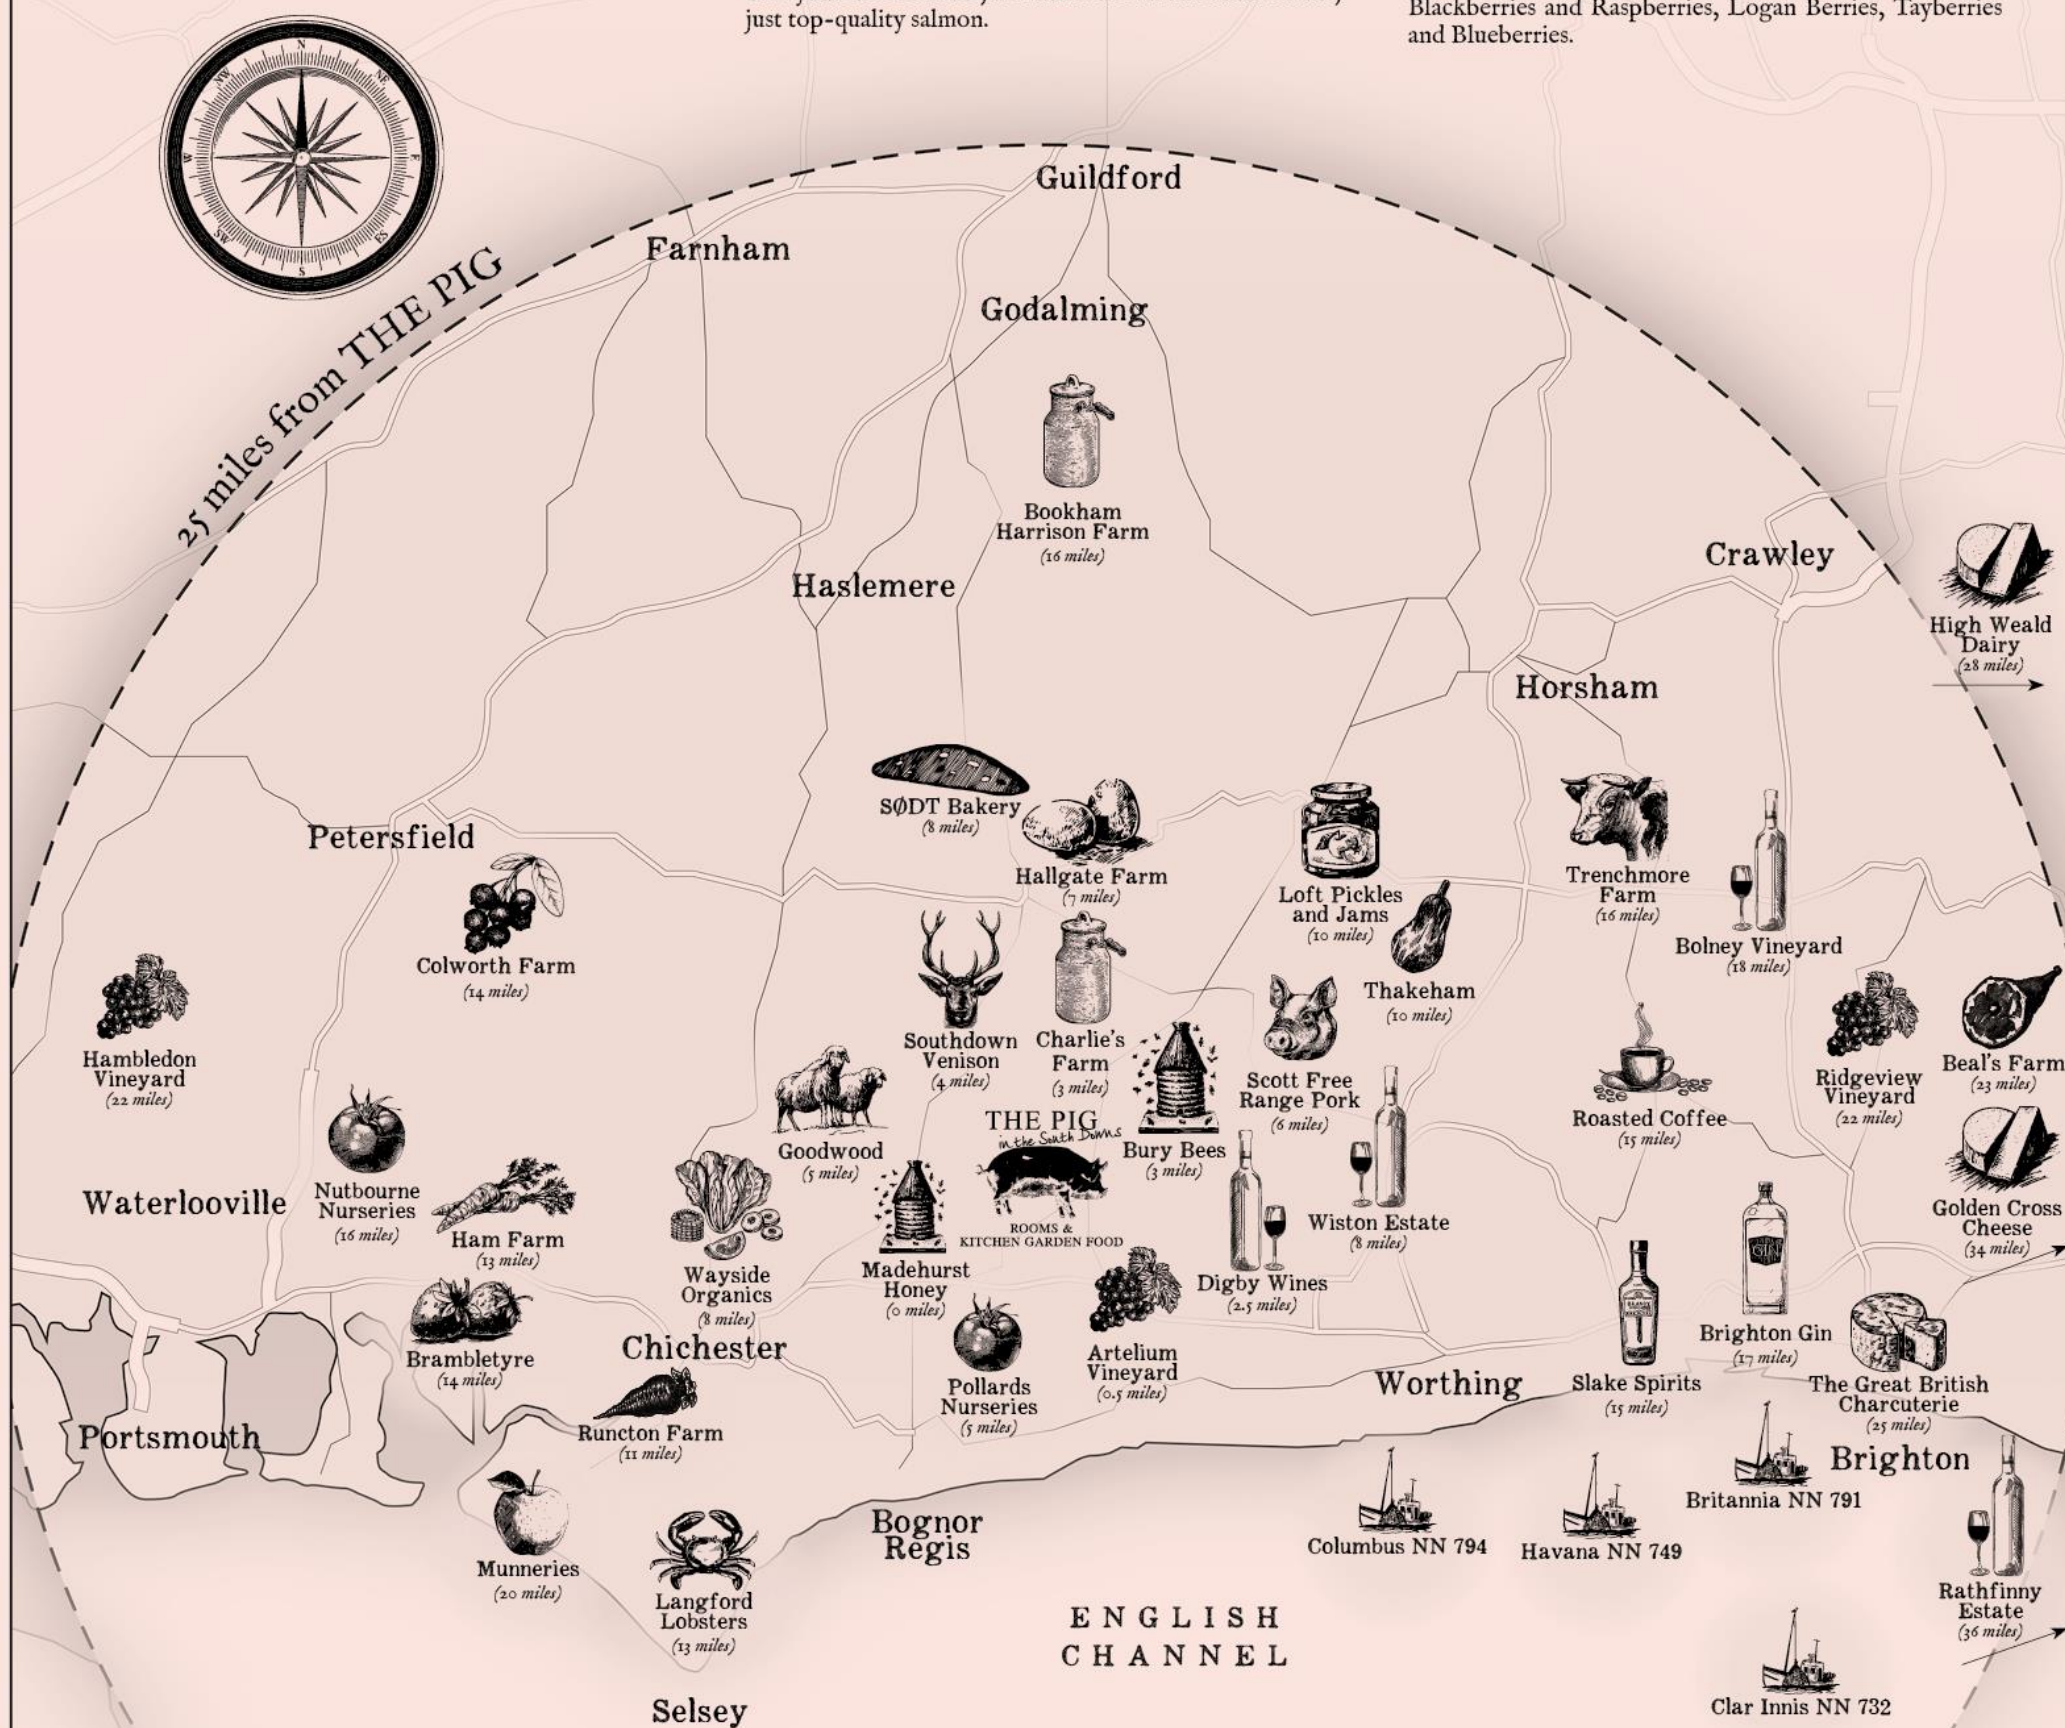 just top-quality salmon.
Blackberries and Raspberries, Logan Berries, Tayberries
and Blueberries.
N
NE
E
ES
S
SW
W
NW
25 miles from THE PIG
Guildford
Farnham
Godalming
Bookham
Harrison Farm
(16 miles)
Crawley
Haslemere
High Weald
Dairy
(28 miles)
Horsham
SØDT Bakery
(8 miles)
Petersfield
Hallgate Farm
(7 miles)
Loft Pickles
and Jams
(10 miles)
Trenchmore
Farm
(16 miles)
Bolney Vineyard
(18 miles)
Colworth Farm
(14 miles)
Thakeham
(10 miles)
Hambledon
Vineyard
(22 miles)
Southdown
Venison
(4 miles)
Charlie's
Farm
(3 miles)
Scott Free
Range Pork
(6 miles)
Ridgeview
Vineyard
(22 miles)
Beal's Farm
(23 miles)
Roasted Coffee
(15 miles)
THE PIG
in the South Downs
ROOMS &
KITCHEN GARDEN FOOD
Goodwood
(5 miles)
Bury Bees
(3 miles)
Waterlooville
Nutbourne
Nurseries
(16 miles)
Ham Farm
(13 miles)
Wiston Estate
(8 miles)
Golden Cross
Cheese
(34 miles)
Wayside
Organics
(8 miles)
Madehurst
Honey
(0 miles)
Digby Wines
(2.5 miles)
Brambletyre
(14 miles)
Chichester
Artelium
Vineyard
(0.5 miles)
Brighton Gin
(17 miles)
Pollards
Nurseries
(5 miles)
Worthing
Slake Spirits
(15 miles)
The Great British
Charcuterie
(25 miles)
Portsmouth
Runcton Farm
(11 miles)
Brighton
Britannia NN 791
Columbus NN 794
Havana NN 749
Bognor
Regis
Munneries
(20 miles)
Langford
Lobsters
(13 miles)
Rathfinny
Estate
(36 miles)
ENGLISH
CHANNEL
Selsey
Clar Innis NN 732